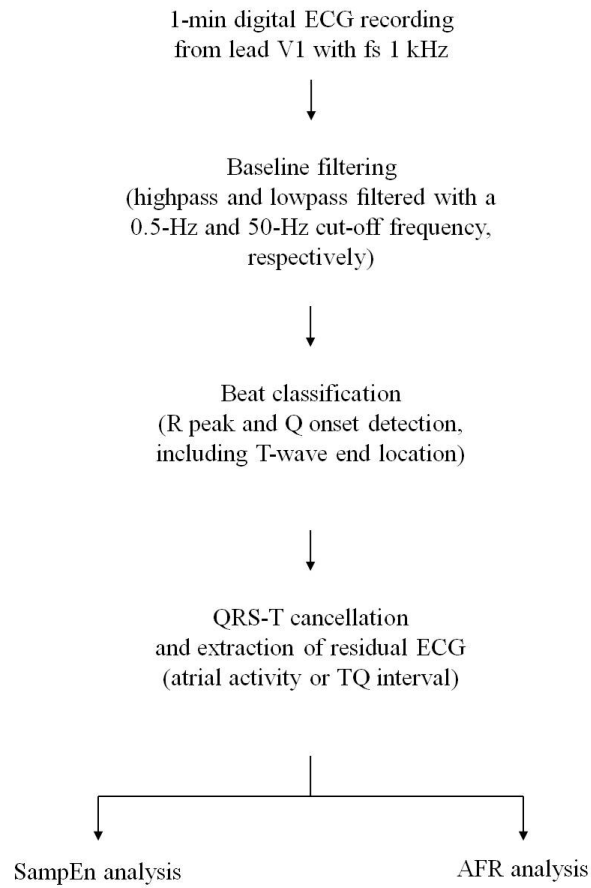 1-min digital ECG recording
from lead V1 with fs 1 kHz
Baseline filtering
(highpass and lowpass filtered with a
0.5-Hz and 50-Hz cut-off frequency,
respectively)
Beat classification
(R peak and Q onset detection,
including T-wave end location)
QRS-T cancellation
and extraction of residual ECG
(atrial activity or TQ interval)
SampEn analysis
AFR analysis